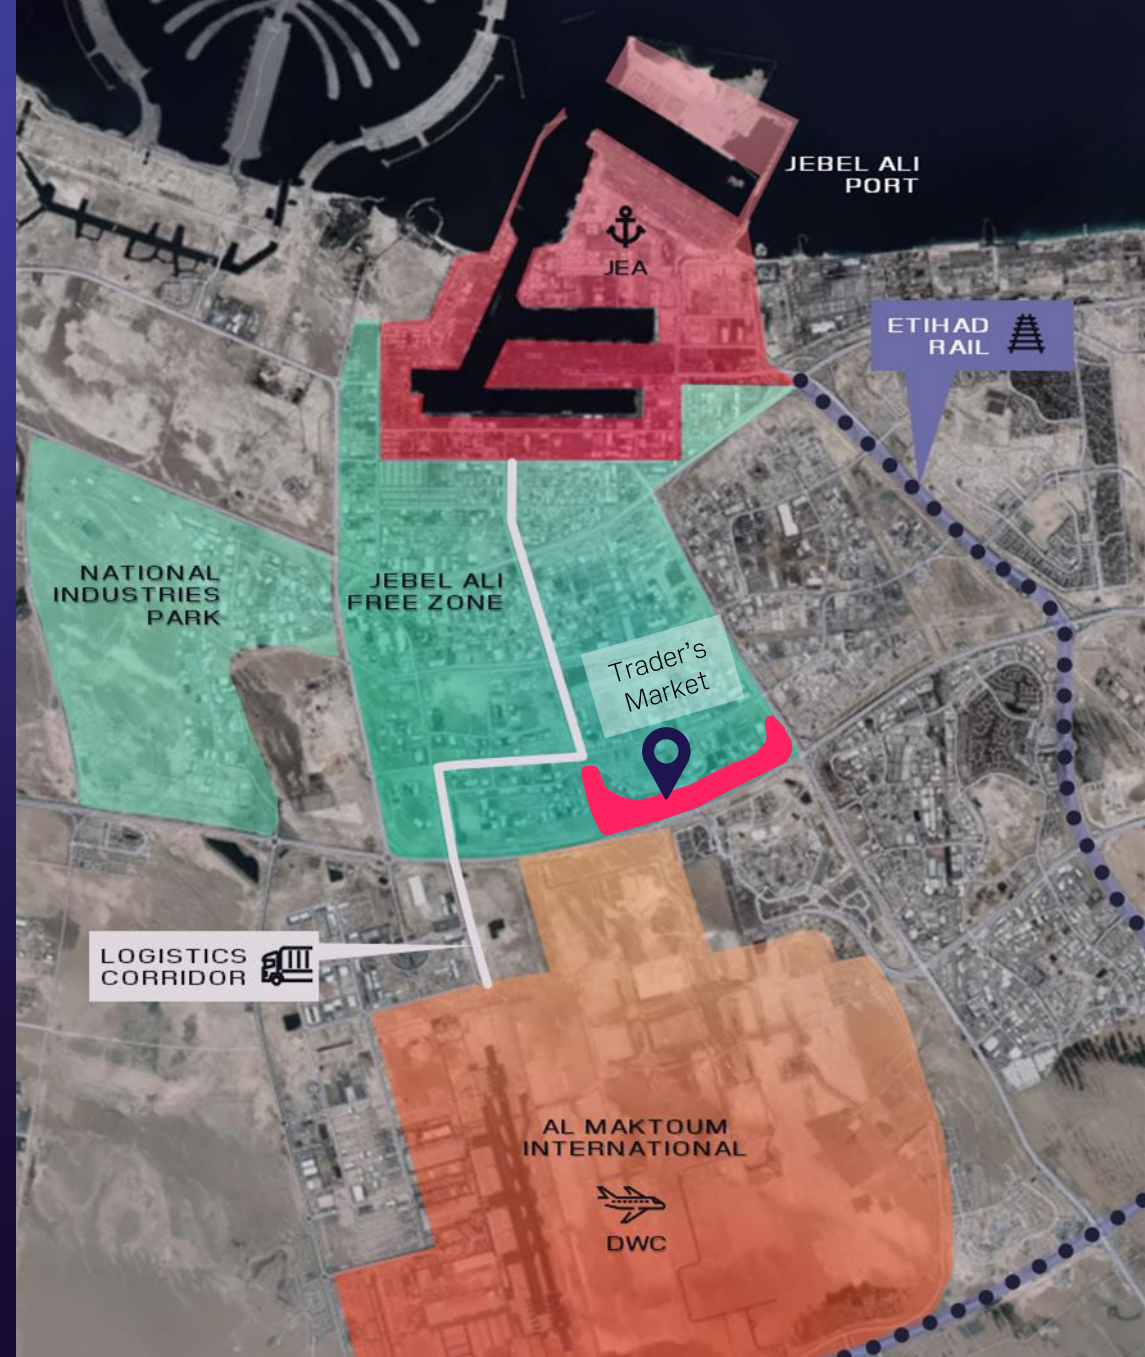 JEBEL ALI
PORT
JEA
ETIHAD
RAIL
NATIONAL
INDUSTRIES
PARK
JEBEL ALI
FREE ZONE
Trader's
Market
LOGISTICS
CORRIDOR
AL MAKTOUM
INTERNATIONAL
DWC